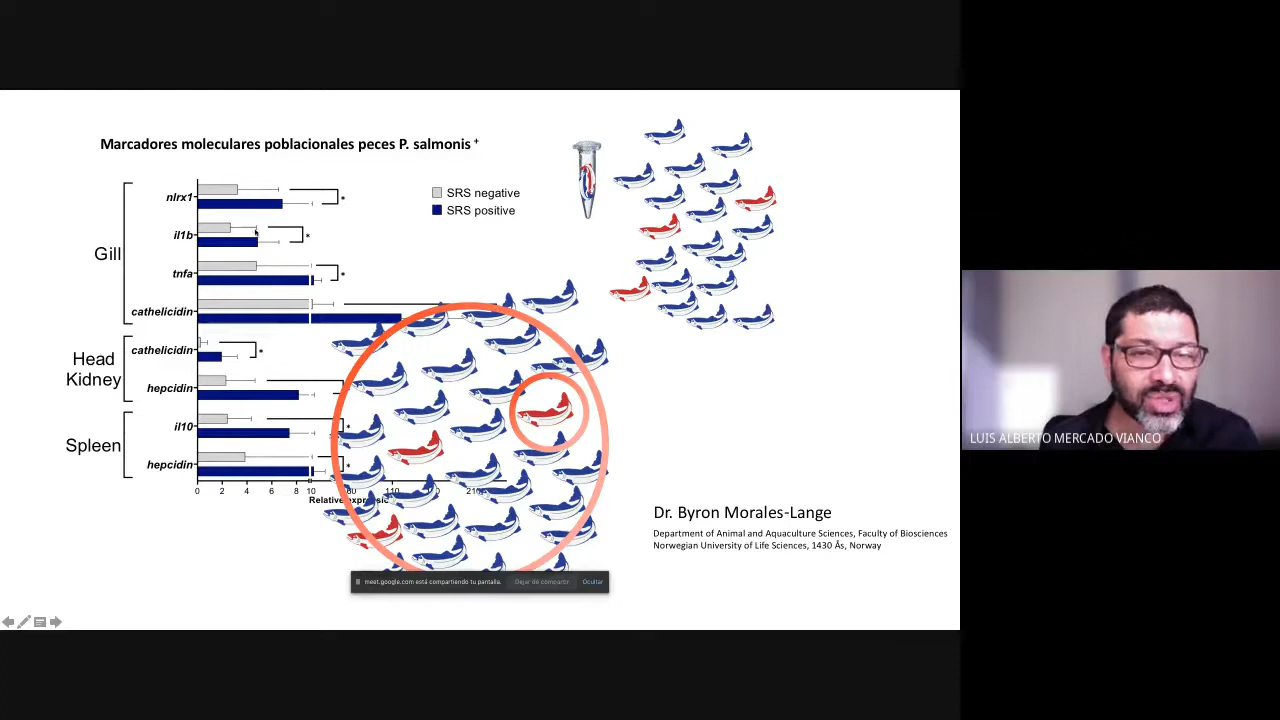 Marcadores moleculares poblacionales peces P. salmonis +
SRS negative
SRS positive
Gill
nlrx1
*
il1b
*
tnfa
*
cathelicidin
Head
Kidney
cathelicidin
*
hepcidin
Spleen
il10
*
hepcidin
*
0 2 4 6 8 10 110
Dr. Byron Morales-Lange
Department of Animal and Aquaculture Sciences, Faculty of Biosciences
Norwegian University of Life Sciences, 1430 Ås, Norway
meet.google.com está compartiendo tu pantalla.
Dejar de compartir
Ocultar
LUIS ALBERTO MERCADO VIANCO